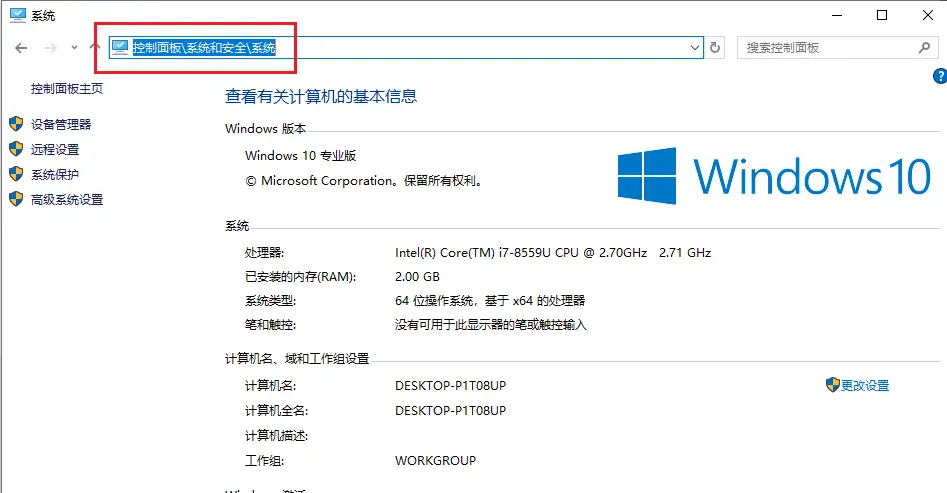 系统
控制面板\系统和安全\系统
搜索控制面板
控制面板主页
设备管理器
远程设置
系统保护
高级系统设置
查看有关计算机的基本信息
Windows 版本
Windows 10 专业版
© Microsoft Corporation。保留所有权利。
Windows 10
系统
处理器: Intel(R) Core(TM) i7-8559U CPU @ 2.70GHz 2.71 GHz
已安装的内存(RAM): 2.00 GB
系统类型: 64 位操作系统，基于 x64 的处理器
笔和触控: 没有可用于此显示器的笔或触控输入
计算机名、域和工作组设置
计算机名: DESKTOP-P1T08UP
更改设置
计算机全名: DESKTOP-P1T08UP
计算机描述:
工作组: WORKGROUP